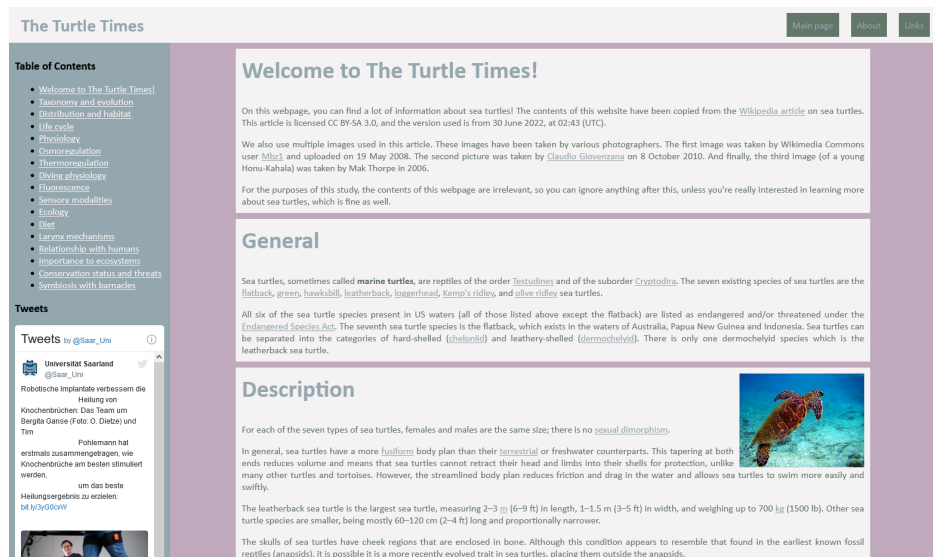 The Turtle Times
Main page
About
Links
Table of Contents
Welcome to The Turtle Times!
Taxonomy and evolution
Distribution and habitat
Life cycle
Physiology
Osmoregulation
Thermoregulation
Diving physiology
Fluorescence
Sensory modalities
Ecology
Diet
Larynx mechanisms
Relationship with humans
Importance to ecosystems
Conservation status and threats
Symbiosis with barnacles
Tweets
Tweets by @Saar_Uni
Universität Saarland
@Saar_Uni
Robotische Implantate verbessern die
Heilung von
Knochenbrüchen: Das Team um
Bergita Ganse (Foto: O. Dietze) und
Tim
Pohlemann hat
erstmals zusammengetragen, wie
Knochenbrüche am besten stimuliert
werden,
um das beste
Heilungsergebnis zu erzielen:
bit.ly/3yG0cvW
Welcome to The Turtle Times!
On this webpage, you can find a lot of information about sea turtles! The contents of this website have been copied from the Wikipedia article on sea turtles.
This article is licensed CC BY-SA 3.0, and the version used is from 30 June 2022, at 02:43 (UTC).
We also use multiple images used in this article. These images have been taken by various photographers. The first image was taken by Wikimedia Commons
user Mbz1 and uploaded on 19 May 2008. The second picture was taken by Claudio Giovenzana on 8 October 2010. And finally, the third image (of a young
Honu-Kahala) was taken by Mak Thorpe in 2006.
For the purposes of this study, the contents of this webpage are irrelevant, so you can ignore anything after this, unless you're really interested in learning more
about sea turtles, which is fine as well.
General
Sea turtles, sometimes called marine turtles, are reptiles of the order Testudines and of the suborder Cryptodira. The seven existing species of sea turtles are the
flatback, green, hawksbill, leatherback, loggerhead, Kemp's ridley, and olive ridley sea turtles.
All six of the sea turtle species present in US waters (all of those listed above except the flatback) are listed as endangered and/or threatened under the
Endangered Species Act. The seventh sea turtle species is the flatback, which exists in the waters of Australia, Papua New Guinea and Indonesia. Sea turtles can
be separated into the categories of hard-shelled (cheloniid) and leathery-shelled (dermochelyid). There is only one dermochelyid species which is the
leatherback sea turtle.
Description
For each of the seven types of sea turtles, females and males are the same size; there is no sexual dimorphism.
In general, sea turtles have a more fusiform body plan than their terrestrial or freshwater counterparts. This tapering at both
ends reduces volume and means that sea turtles cannot retract their head and limbs into their shells for protection, unlike
many other turtles and tortoises. However, the streamlined body plan reduces friction and drag in the water and allows sea turtles to swim more easily and
swiftly.
The leatherback sea turtle is the largest sea turtle, measuring 2–3 m (6–9 ft) in length, 1–1.5 m (3–5 ft) in width, and weighing up to 700 kg (1500 lb). Other sea
turtle species are smaller, being mostly 60–120 cm (2–4 ft) long and proportionally narrower.
The skulls of sea turtles have cheek regions that are enclosed in bone. Although this condition appears to resemble that found in the earliest known fossil
reptiles (anapsids), it is possible it is a more recently evolved trait in sea turtles, placing them outside the anapsids.